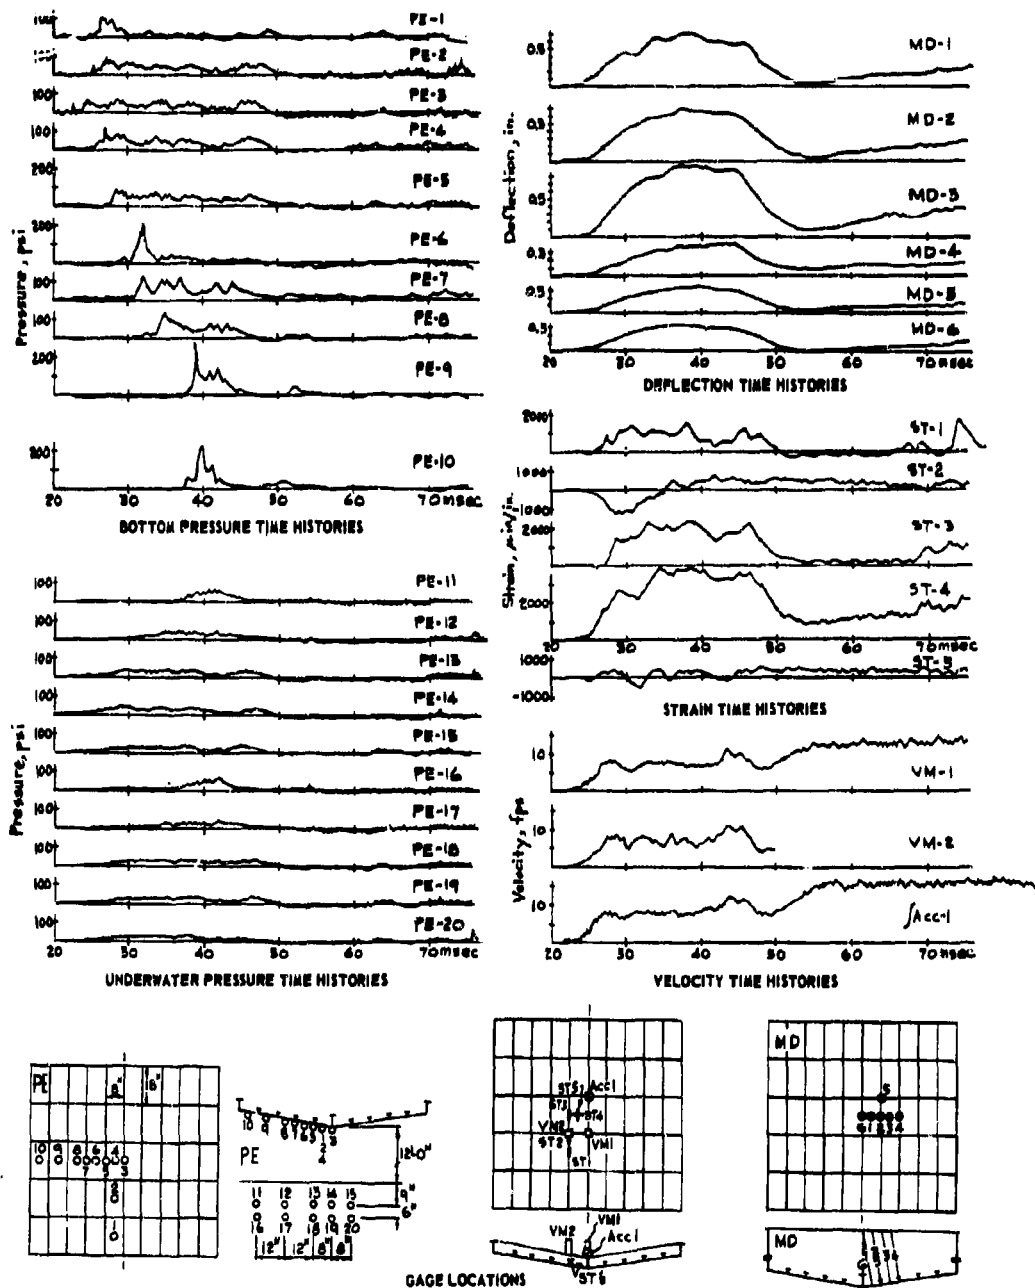 100 PE-1
PE-2
100 PE-3
100 PE-4
200 PE-5
200 PE-6
100 PE-7
100 PE-8
200 PE-9
200 PE-10
Pressure, psi
20 30 40 50 60 70 msec
BOTTOM PRESSURE TIME HISTORIES
100 PE-11
100 PE-12
100 PE-13
100 PE-14
100 PE-15
100 PE-16
100 PE-17
100 PE-18
100 PE-19
100 PE-20
Pressure, psi
20 30 40 50 60 70 msec
UNDERWATER PRESSURE TIME HISTORIES
0.5 MD-1
0.5 MD-2
0.5 MD-3
0.5 MD-4
0.5 MD-5
0.5 MD-6
Deflection, in.
20 30 40 50 60 70 msec
DEFLECTION TIME HISTORIES
2000 ST-1
1000 ST-2
-1000
2000 ST-3
2000 ST-4
Strain, μin/in.
20 30 40 50 60 70 msec
1000 ST-5
-1000
STRAIN TIME HISTORIES
10 VM-1
10 VM-2
10 ∫Acc-1
Velocity, fps
20 30 40 50 60 70 msec
VELOCITY TIME HISTORIES
PE
8" 18"
10 9 8 7 6 5 4 3
2
1
10 9 8 7 6 5 3
2
4
PE
12'-0"
11 12 13 14 15
9"
6"
16 17 18 19 20
12" 12" 8" 8"
ST5 Acc1
ST3 ST4
VM2
ST2 VM1
ST1
VM2 VM1
Acc1
ST5
MD
5
6 1 2 3 4
MD
GAGE LOCATIONS